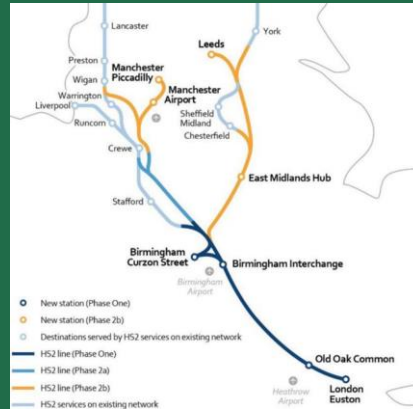 Lancaster
York
Leeds
Preston
Manchester
Piccadilly
Wigan
Manchester
Airport
Warrington
Liverpool
Sheffield
Midland
Runcorn
Chesterfield
Crewe
East Midlands Hub
Stafford
Birmingham
Curzon Street
Birmingham Interchange
Birmingham
Airport
New station (Phase One)
New station (Phase 2b)
Destinations served by HS2 services on existing network
HS2 line (Phase One)
HS2 line (Phase 2a)
HS2 line (Phase 2b)
HS2 services on existing network
Old Oak Common
Heathrow
Airport
London
Euston